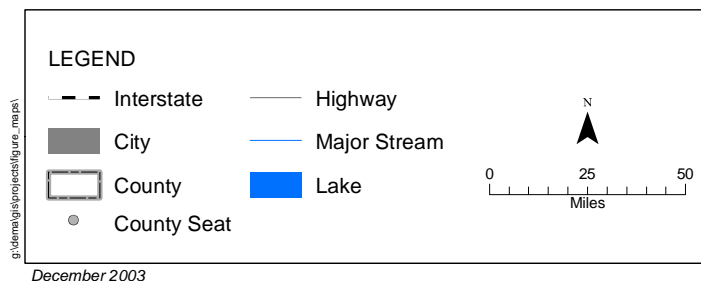 LEGEND
Interstate
Highway
City
Major Stream
County
Lake
County Seat
N
0 25 50
Miles
g:\dema\gis\projects\figure_maps\
December 2003